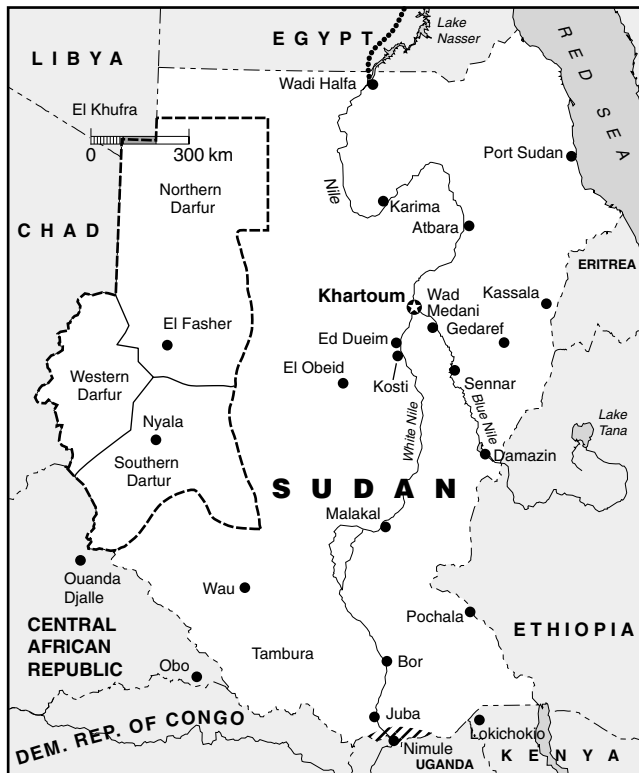 EGYPT
Lake
Nasser
LIBYA
RED SEA
Wadi Halfa
El Khufra
0 300 km
Port Sudan
Northern
Darfur
Nile
Karima
CHAD
Atbara
ERITREA
Khartoum
Wad
Medani
Kassala
Gedaref
El Fasher
Ed Dueim
El Obeid
Western
Darfur
Kosti
Sennar
White Nile
Blue Nile
Lake
Tana
Nyala
Southern
Dartur
Damazin
SUDAN
Malakal
Ouanda
Djalle
Wau
Pochala
CENTRAL
AFRICAN
REPUBLIC
ETHIOPIA
Tambura
Obo
Bor
Juba
Lokichokio
DEM. REP. OF CONGO
Nimule
UGANDA
KENYA